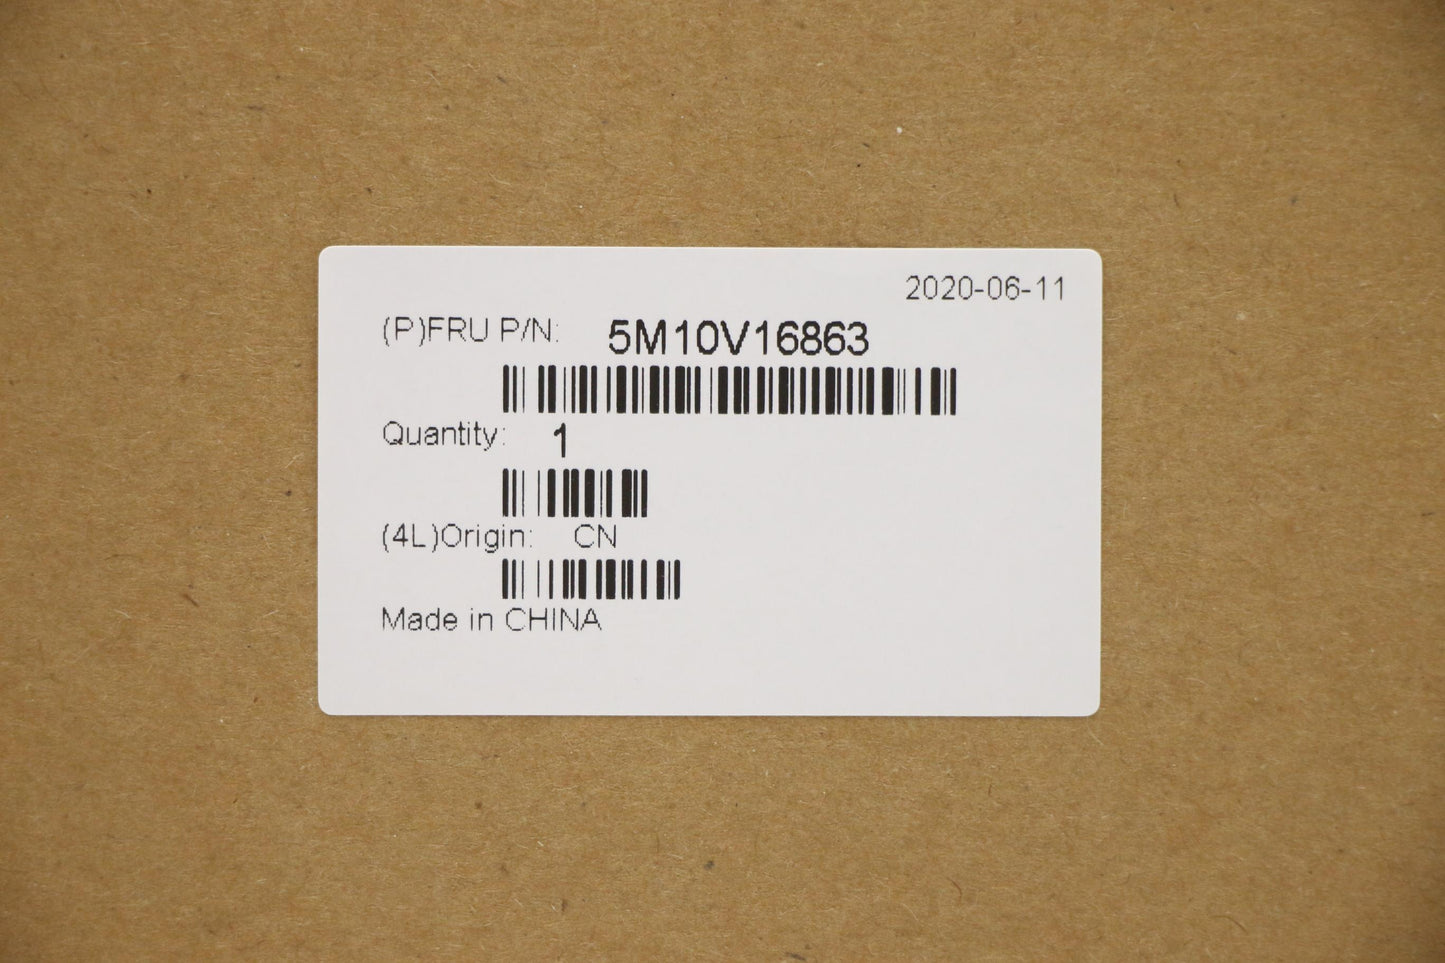 2020-06-11
(P)FRU P/N: 5M10V16863
Quantity: 1
(4L)Origin: CN
Made in CHINA